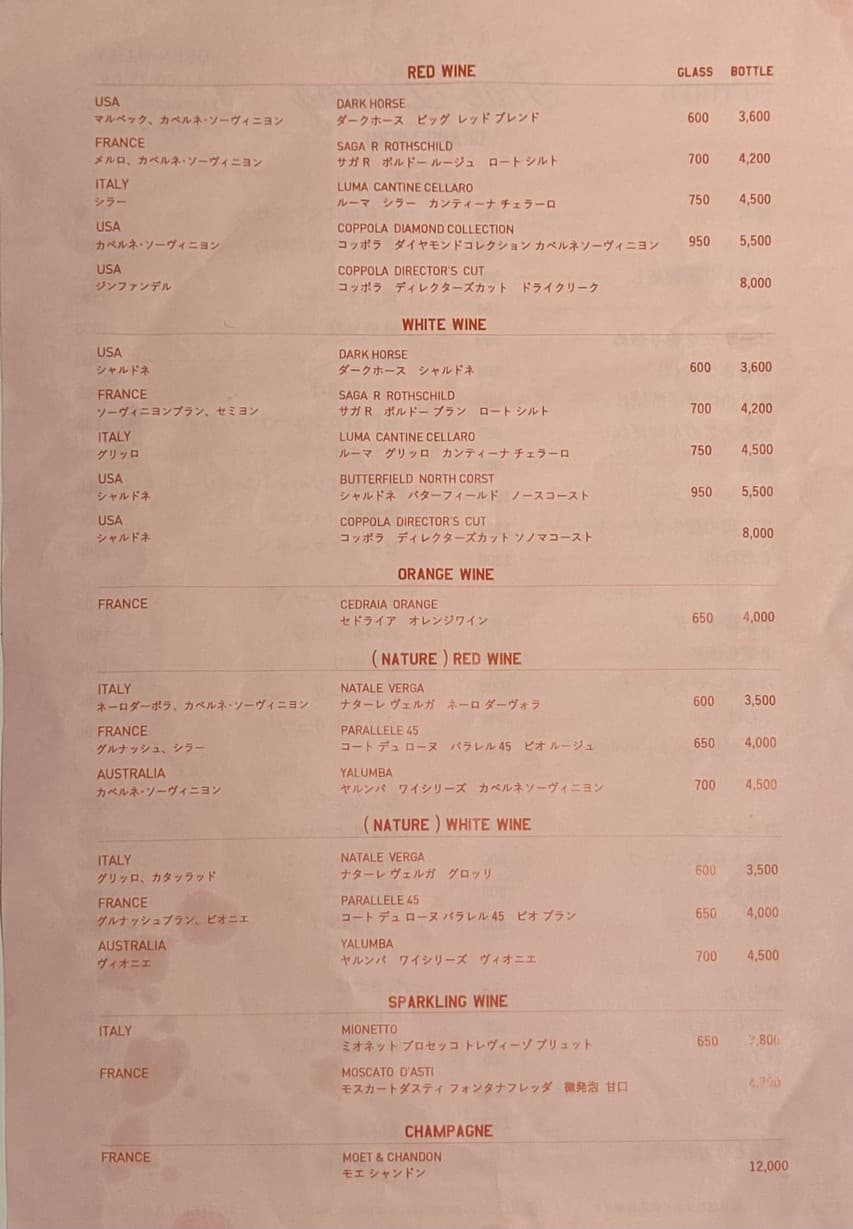 RED WINE GLASS BOTTLE
USA DARK HORSE
マルベック、カベルネ・ソーヴィニヨン ダークホース ビッグ レッド ブレンド 600 3,600
FRANCE SAGA R ROTHSCHILD
メルロ、カベルネ・ソーヴィニヨン サガ R ボルドー ルージュ ロート シルト 700 4,200
ITALY LUMA CANTINE CELLARO
シラー ルーマ シラー カンティーナ チェラーロ 750 4,500
USA COPPOLA DIAMOND COLLECTION
カベルネ・ソーヴィニヨン コッポラ ダイヤモンドコレクション カベルネソーヴィニヨン 950 5,500
USA COPPOLA DIRECTOR'S CUT
ジンファンデル コッポラ ディレクターズカット ドライクリーク 8,000
WHITE WINE
USA DARK HORSE
シャルドネ ダークホース シャルドネ 600 3,600
FRANCE SAGA R ROTHSCHILD
ソーヴィニヨンブラン、セミヨン サガ R ボルドー ブラン ロート シルト 700 4,200
ITALY LUMA CANTINE CELLARO
グリッロ ルーマ グリッロ カンティーナ チェラーロ 750 4,500
USA BUTTERFIELD NORTH CORST
シャルドネ シャルドネ バターフィールド ノースコースト 950 5,500
USA COPPOLA DIRECTOR'S CUT
シャルドネ コッポラ ディレクターズカット ソノマコースト 8,000
ORANGE WINE
FRANCE CEDRAIA ORANGE
セドライア オレンジワイン 650 4,000
( NATURE ) RED WINE
ITALY NATALE VERGA
ネーロダーボラ、カベルネ・ソーヴィニヨン ナターレ ヴェルガ ネーロ ダーヴォラ 600 3,500
FRANCE PARALLELE 45
グルナッシュ、シラー コート デュ ローヌ パラレル 45 ビオ ルージュ 650 4,000
AUSTRALIA YALUMBA
カベルネ・ソーヴィニヨン ヤルンバ ワイシリーズ カベルネソーヴィニヨン 700 4,500
( NATURE ) WHITE WINE
ITALY NATALE VERGA
グリッロ、カタッラッド ナターレ ヴェルガ グロッリ 600 3,500
FRANCE PARALLELE 45
グルナッシュブラン、ビオニエ コート デュ ローヌ パラレル 45 ビオ ブラン 650 4,000
AUSTRALIA YALUMBA
ヴィオニエ ヤルンバ ワイシリーズ ヴィオニエ 700 4,500
SPARKLING WINE
ITALY MIONETTO
ミオネット プロセッコ トレヴィーゾ ブリュット 650
FRANCE MOSCATO D'ASTI
モスカートダスティ フォンタナフレッダ 微発泡 甘口
CHAMPAGNE
FRANCE MOET & CHANDON
モエ シャンドン 12,000